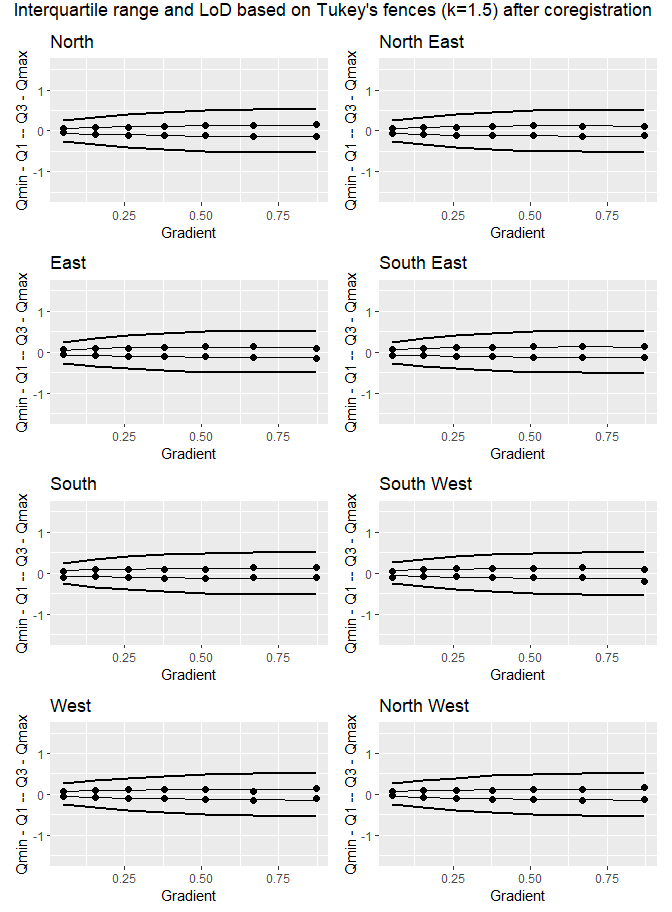 Interquartile range and LoD based on Tukey's fences (k=1.5) after coregistration
North
Qmin - Q1 -- Q3 - Qmax
1
0
-1
0.25 0.50 0.75
Gradient
North East
Qmin - Q1 -- Q3 - Qmax
1
0
-1
0.25 0.50 0.75
Gradient
East
Qmin - Q1 -- Q3 - Qmax
1
0
-1
0.25 0.50 0.75
Gradient
South East
Qmin - Q1 -- Q3 - Qmax
1
0
-1
0.25 0.50 0.75
Gradient
South
Qmin - Q1 -- Q3 - Qmax
1
0
-1
0.25 0.50 0.75
Gradient
South West
Qmin - Q1 -- Q3 - Qmax
1
0
-1
0.25 0.50 0.75
Gradient
West
Qmin - Q1 -- Q3 - Qmax
1
0
-1
0.25 0.50 0.75
Gradient
North West
Qmin - Q1 -- Q3 - Qmax
1
0
-1
0.25 0.50 0.75
Gradient